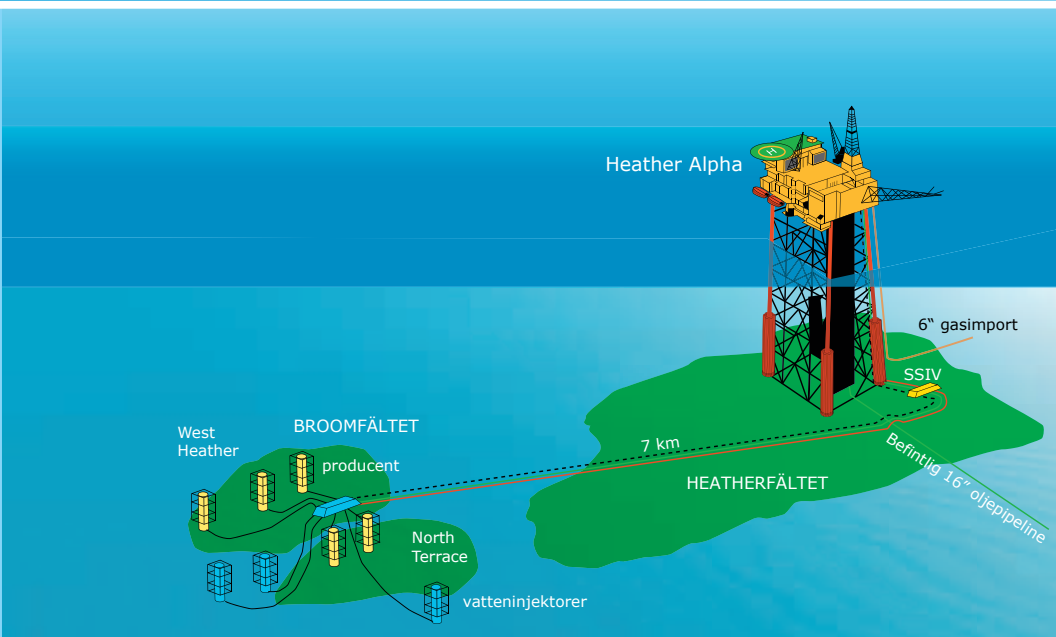 Heather Alpha
6“ gasimport
SSIV
West
Heather
BROOMFÄLTET
producent
7 km
HEATHERFÄLTET
Befintlig 16” oljepipeline
North
Terrace
vatteninjektorer
H